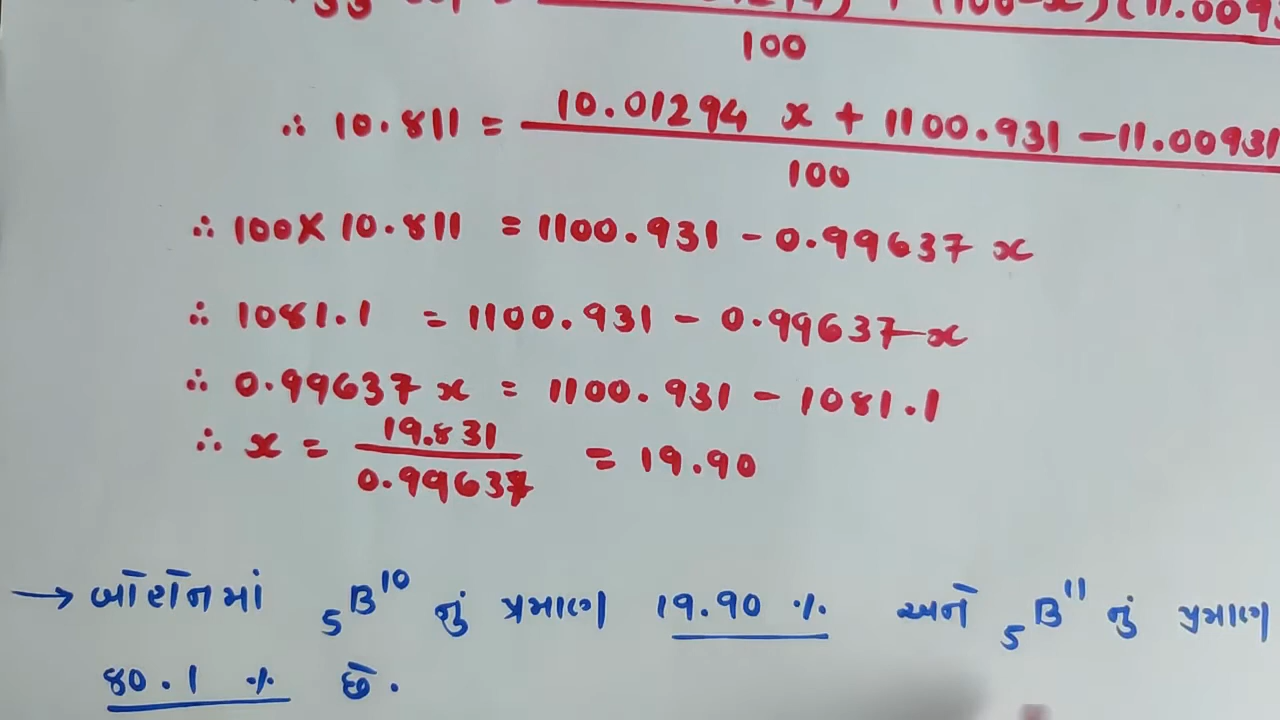 100
∴ 10.811 = 10.01294 x + 1100.931 − 11.00931
100
∴ 100 × 10.811 = 1100.931 − 0.99637 x
∴ 1081.1 = 1100.931 − 0.99637 x
∴ 0.99637 x = 1100.931 − 1081.1
∴ x = 19.831 / 0.99637 = 19.90
→ બોરોનમાં ₅B¹⁰ નું પ્રમાણ 19.90 % અને ₅B¹¹ નું પ્રમાણ
80.1 % છે.